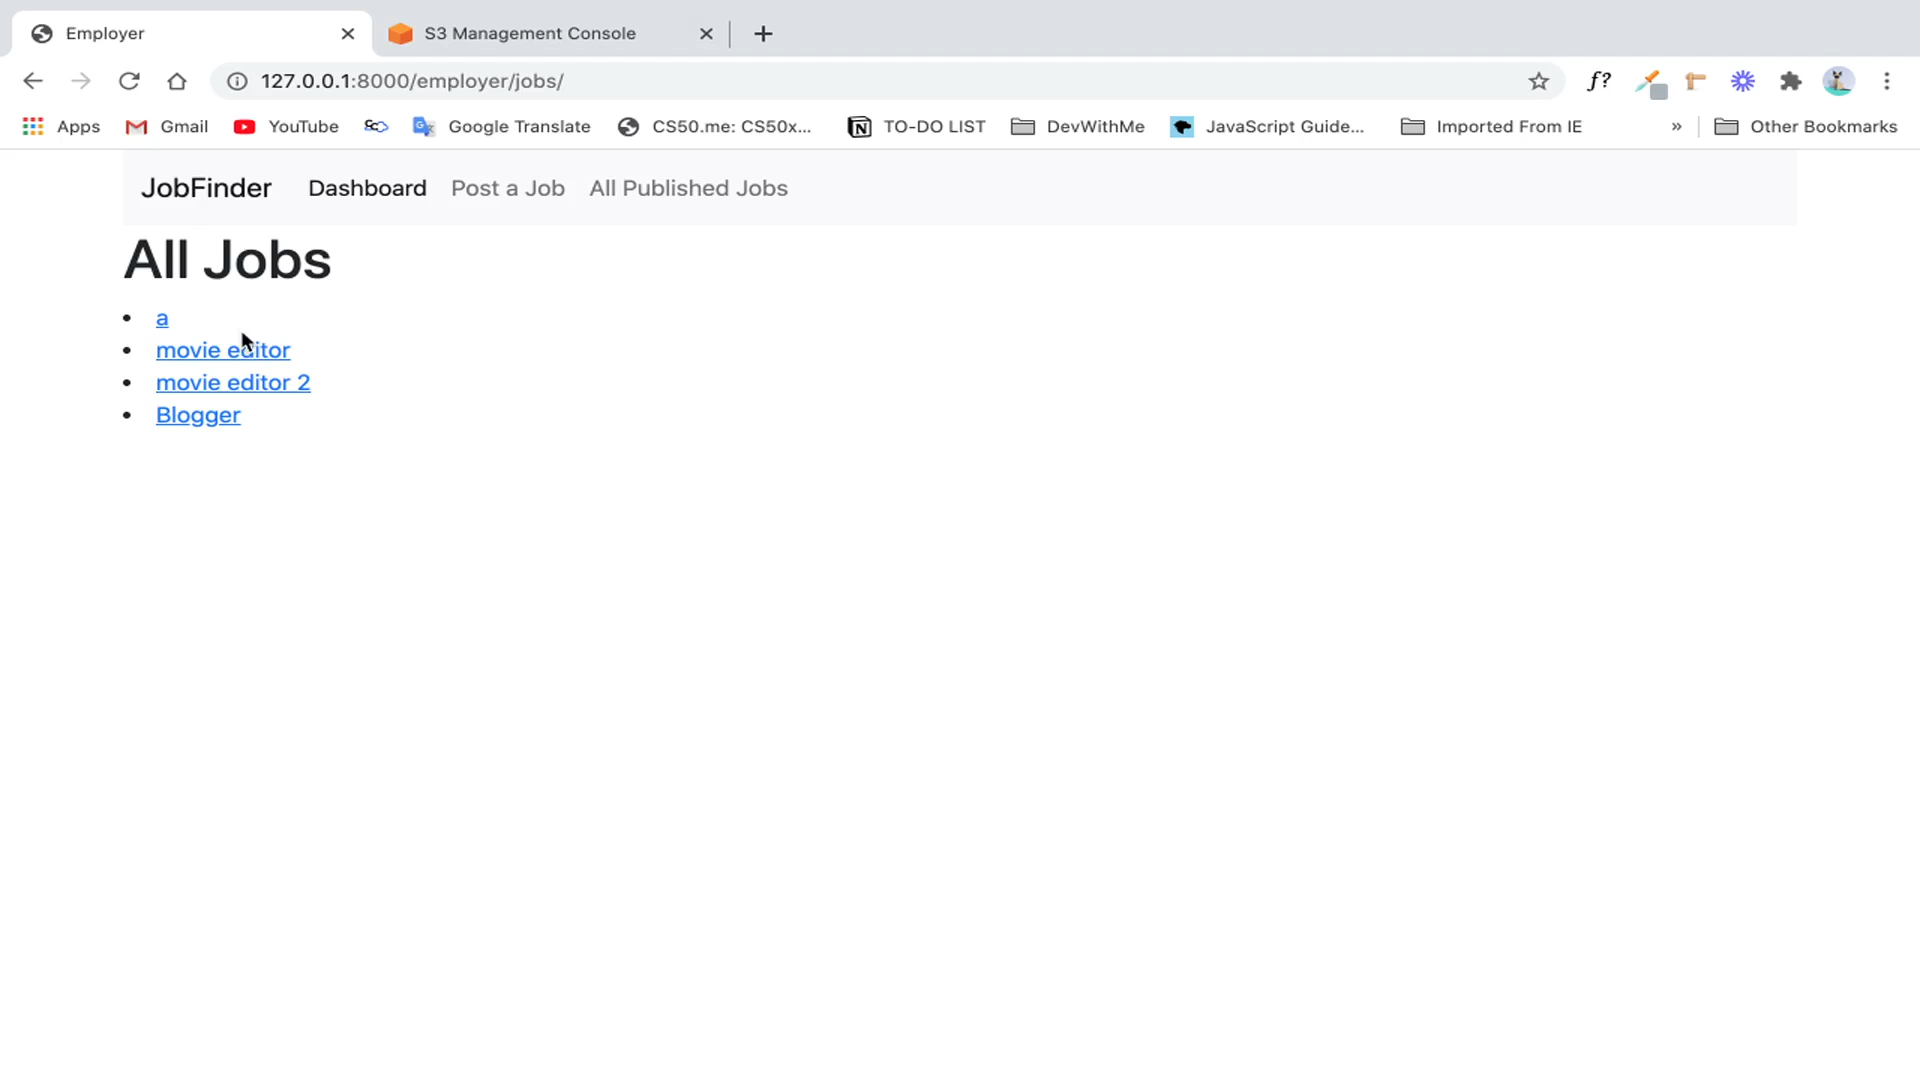 Employer
S3 Management Console
127.0.0.1:8000/employer/jobs/
f?
Apps Gmail YouTube Google Translate CS50.me: CS50x... TO-DO LIST DevWithMe JavaScript Guide... Imported From IE » Other Bookmarks
JobFinder Dashboard Post a Job All Published Jobs
All Jobs
• a
• movie editor
• movie editor 2
• Blogger